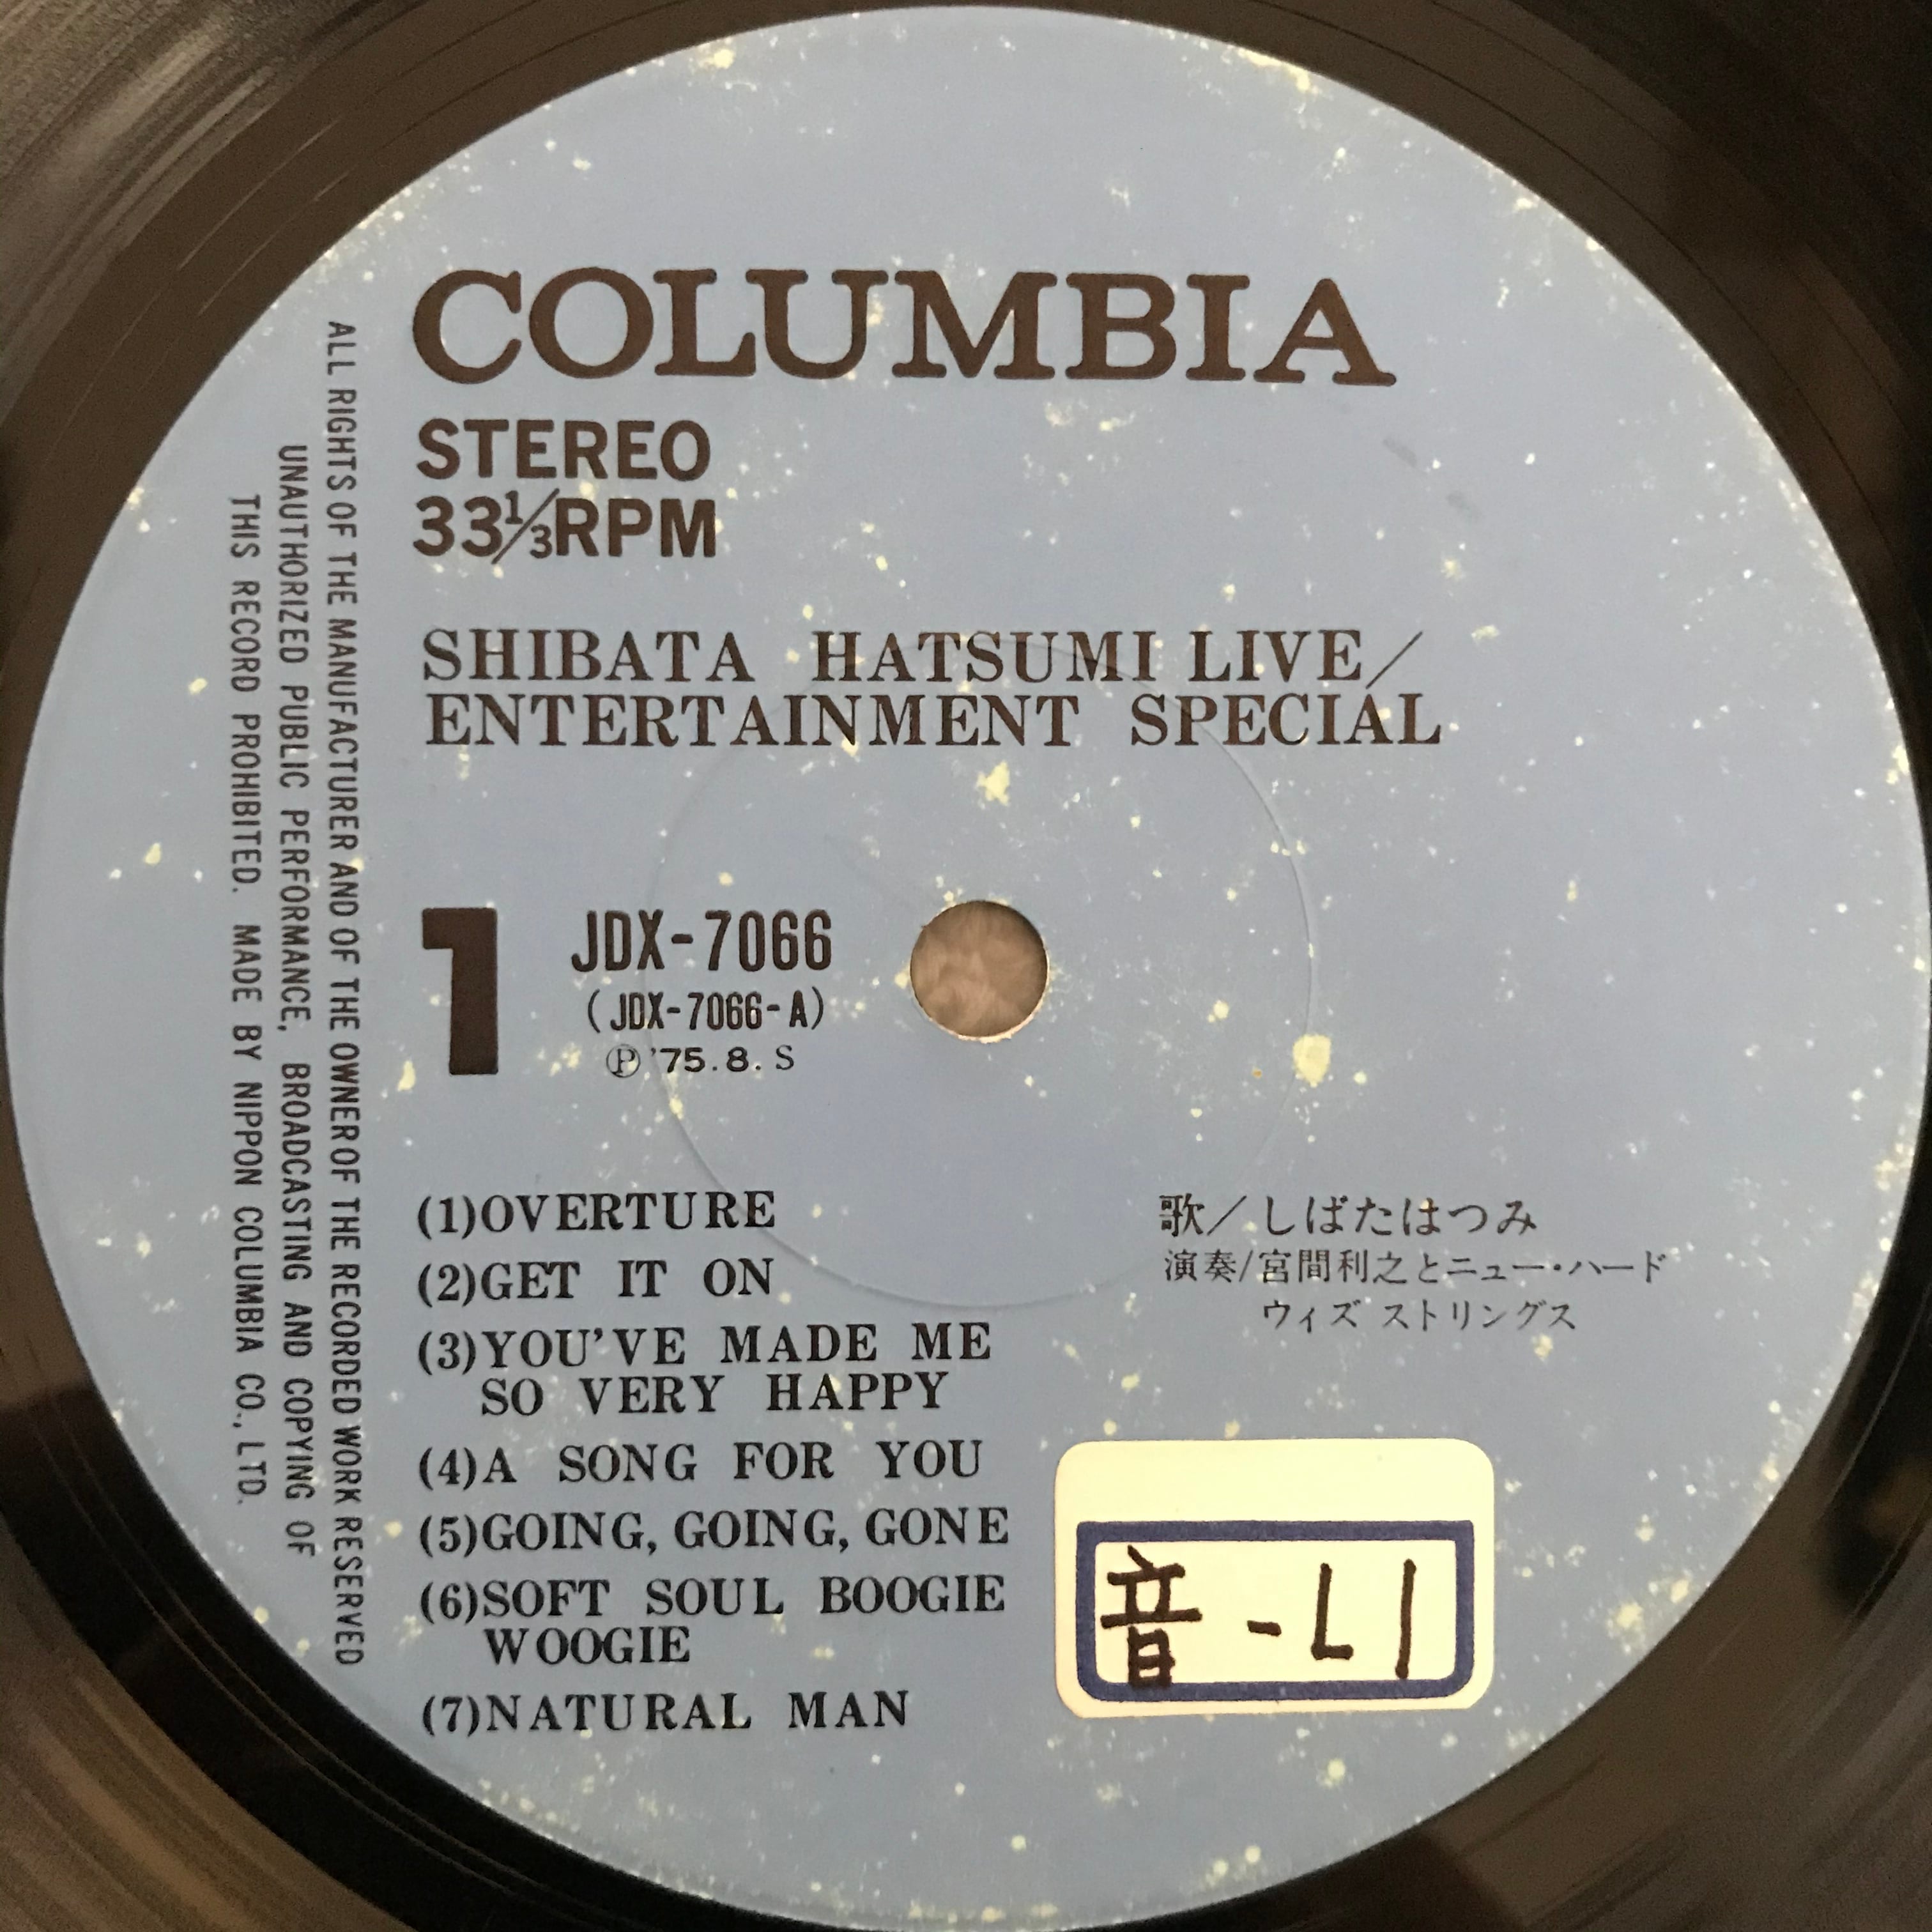 COLUMBIA
STEREO
33⅓RPM
SHIBATA HATSUMI LIVE/
ENTERTAINMENT SPECIAL
1
JDX-7066
(JDX-7066-A)
Ⓟ '75.8. S
(1)OVERTURE
(2)GET IT ON
(3)YOU'VE MADE ME
SO VERY HAPPY
(4)A SONG FOR YOU
(5)GOING, GOING, GONE
(6)SOFT SOUL BOOGIE
WOOGIE
(7)NATURAL MAN
歌/しばたはつみ
演奏/宮間利之とニュー・ハード
ウィズ ストリングス
音-L1
ALL RIGHTS OF THE MANUFACTURER AND OF THE OWNER OF THE RECORDED WORK RESERVED
UNAUTHORIZED PUBLIC PERFORMANCE, BROADCASTING AND COPYING OF
THIS RECORD PROHIBITED. MADE BY NIPPON COLUMBIA CO., LTD.